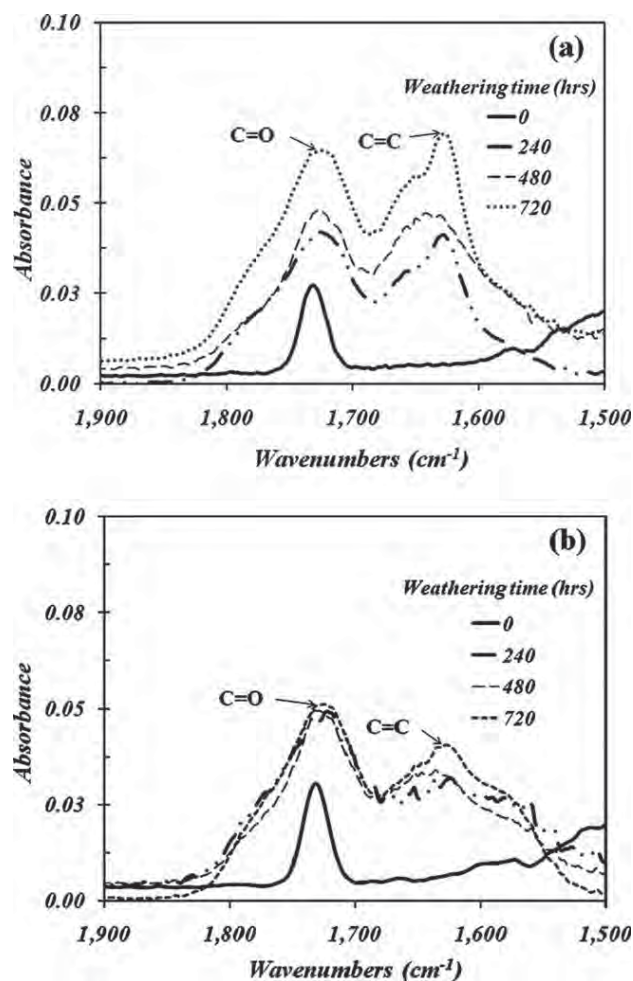 0.10
(a)
Weathering time (hrs)
0
240
480
720
C=O
C=C
0.08
0.05
0.03
0.00
Absorbance
1,900
1,800
1,700
1,600
1,500
Wavenumbers (cm-1)
0.10
(b)
Weathering time (hrs)
0
240
480
720
C=O
C=C
0.08
0.05
0.03
0.00
Absorbance
1,900
1,800
1,700
1,600
1,500
Wavenumbers (cm-1)